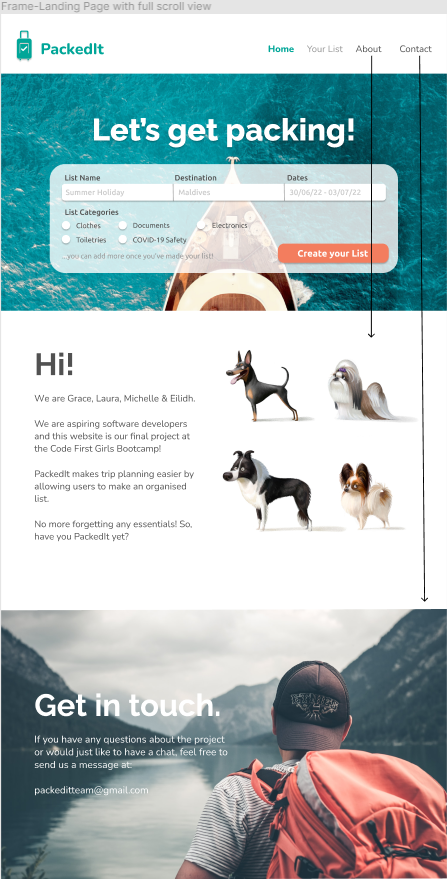 Frame-Landing Page with full scroll view
PackedIt
Home Your List About Contact
Let's get packing!
List Name Destination Dates
Summer Holiday Maldives 30/06/22 - 03/07/22
List Categories
Clothes Documents Electronics
Toiletries COVID-19 Safety
...you can add more once you've made your list!
Create your List
Hi!
We are Grace, Laura, Michelle & Eilidh.
We are aspiring software developers
and this website is our final project at
the Code First Girls Bootcamp!
PackedIt makes trip planning easier by
allowing users to make an organised
list.
No more forgetting any essentials! So,
have you PackedIt yet?
Get in touch.
If you have any questions about the project
or would just like to have a chat, feel free to
send us a message at:
packeditteam@gmail.com